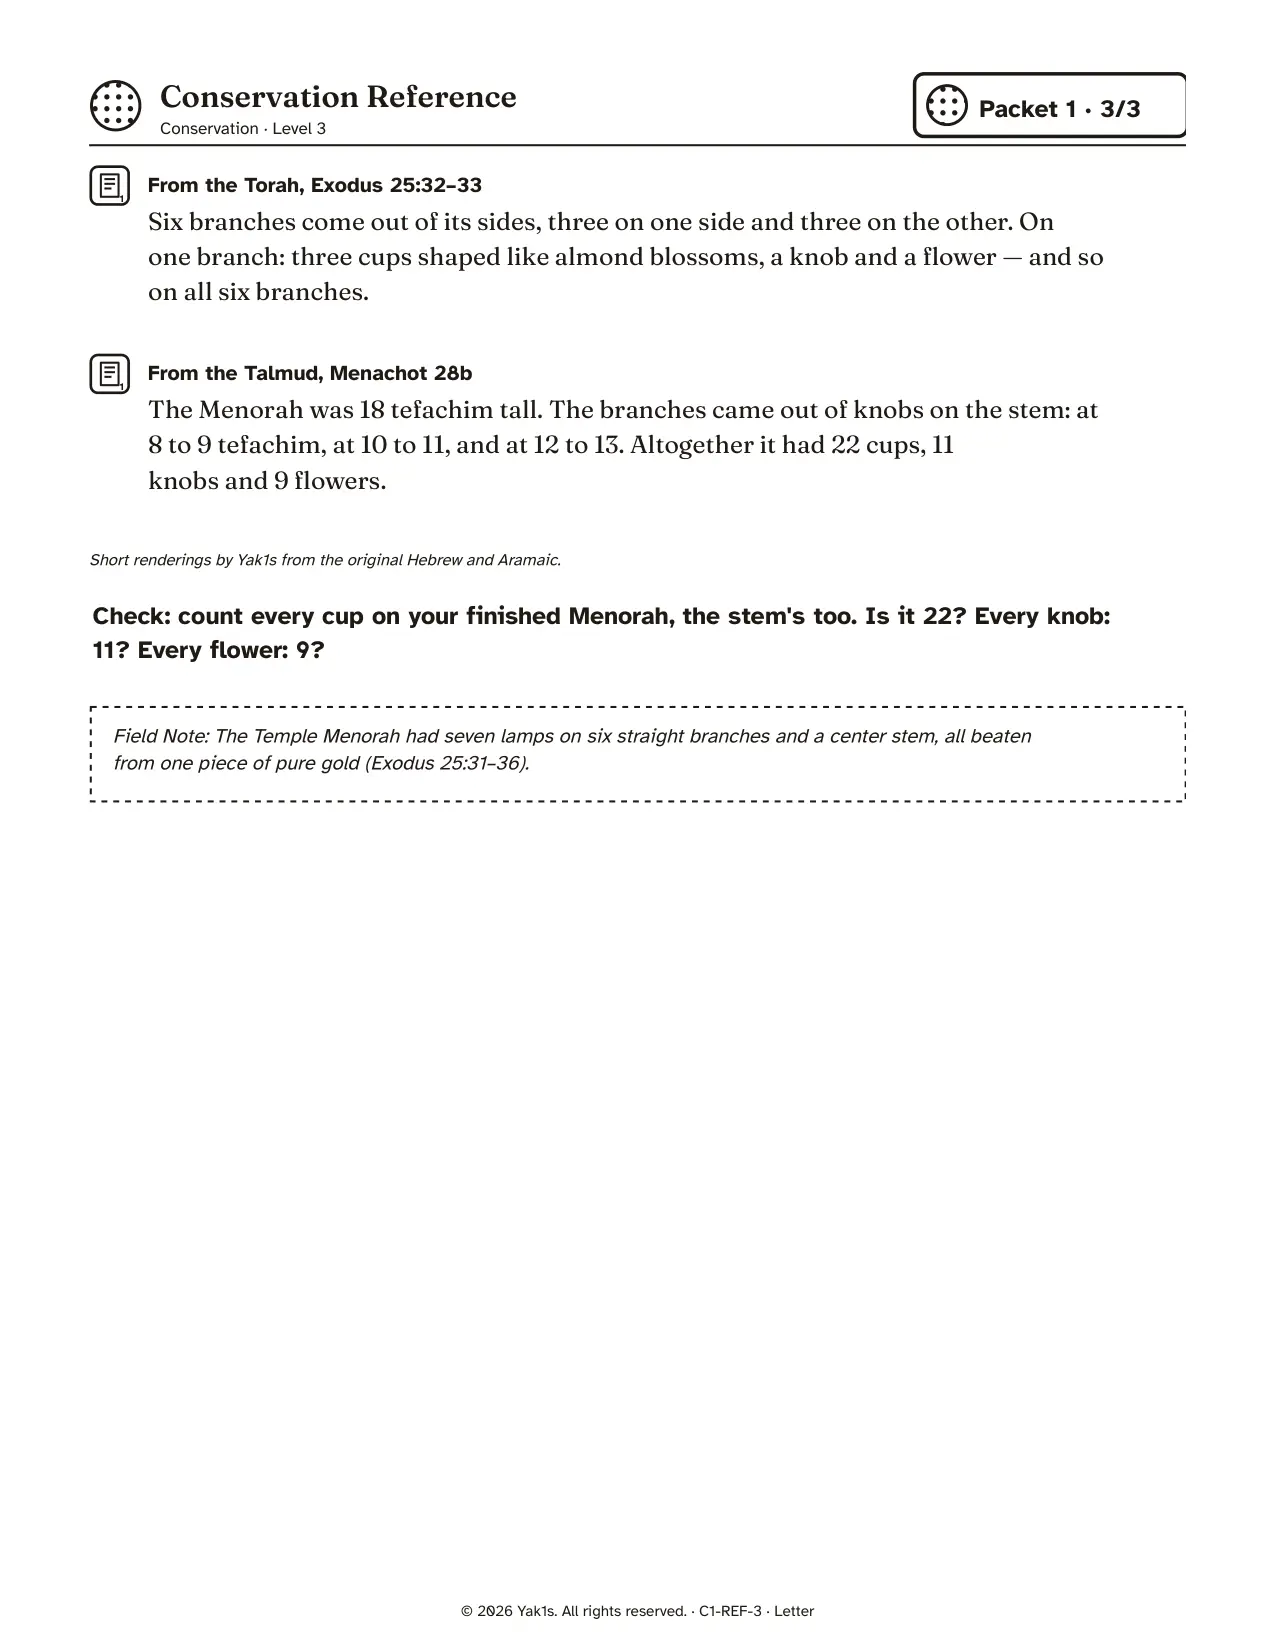 Conservation Reference
Conservation · Level 3
Packet 1 · 3/3
From the Torah, Exodus 25:32–33
Six branches come out of its sides, three on one side and three on the other. On
one branch: three cups shaped like almond blossoms, a knob and a flower — and so
on all six branches.
From the Talmud, Menachot 28b
The Menorah was 18 tefachim tall. The branches came out of knobs on the stem: at
8 to 9 tefachim, at 10 to 11, and at 12 to 13. Altogether it had 22 cups, 11
knobs and 9 flowers.
Short renderings by Yak1s from the original Hebrew and Aramaic.
Check: count every cup on your finished Menorah, the stem's too. Is it 22? Every knob:
11? Every flower: 9?
Field Note: The Temple Menorah had seven lamps on six straight branches and a center stem, all beaten
from one piece of pure gold (Exodus 25:31–36).
© 2026 Yak1s. All rights reserved. · C1-REF-3 · Letter